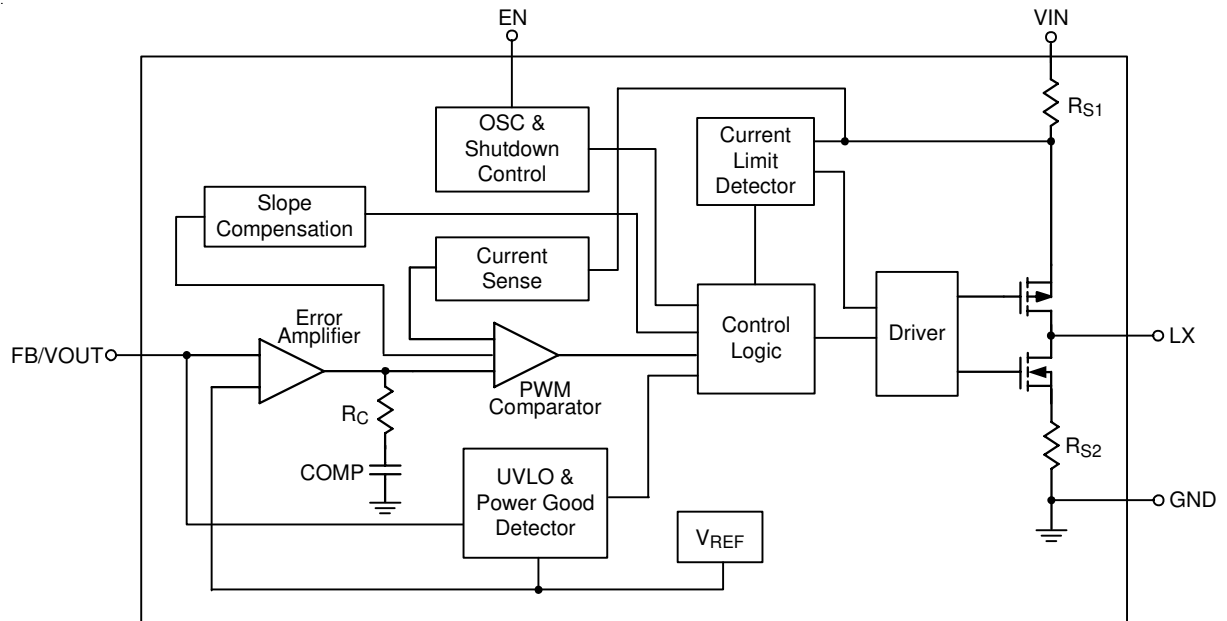 EN
VIN
RS1
OSC &
Shutdown
Control
Current
Limit
Detector
Slope
Compensation
Current
Sense
Error
Amplifier
FB/VOUT
Control
Logic
Driver
LX
PWM
Comparator
RC
COMP
UVLO &
Power Good
Detector
VREF
RS2
GND